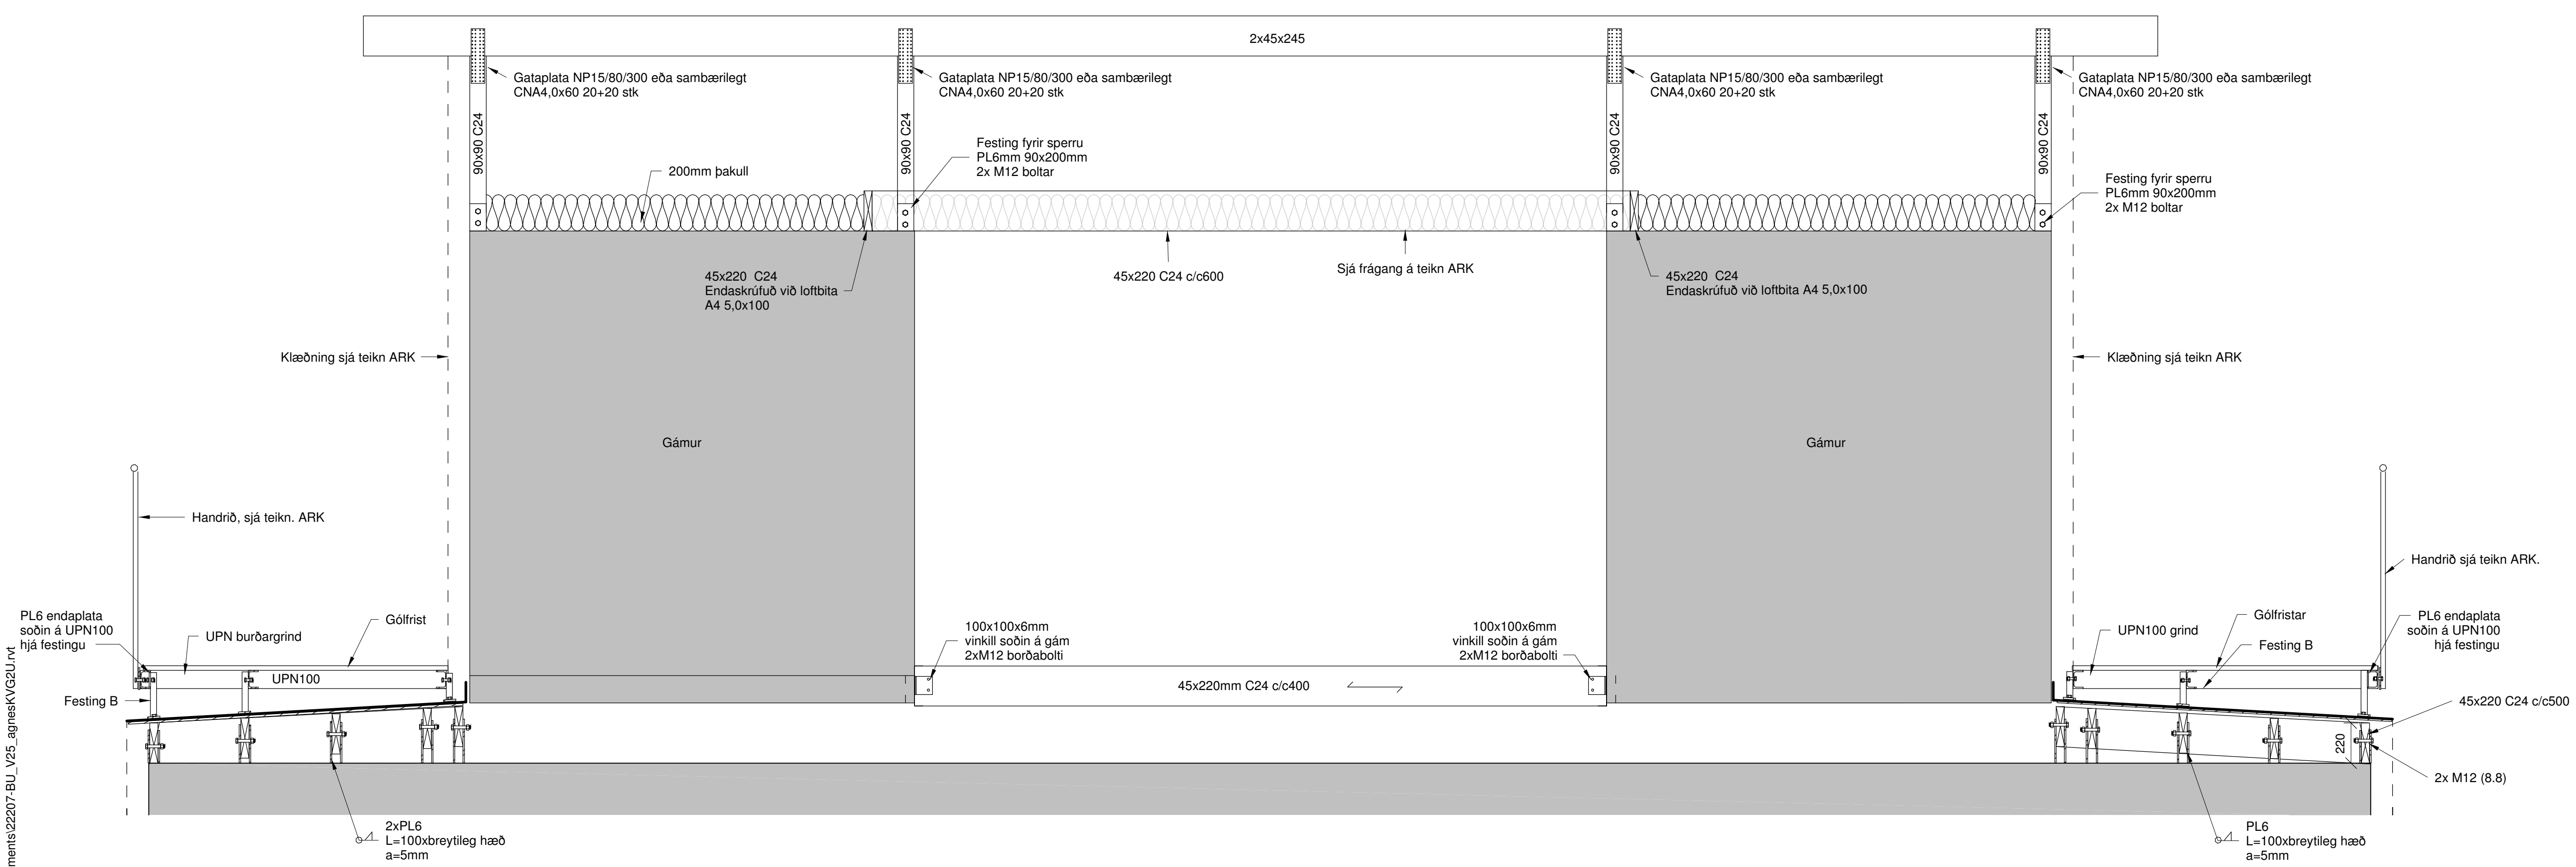 2x45x245
Gataplata NP15/80/300 eða sambærilegt
CNA4,0x60 20+20 stk
Gataplata NP15/80/300 eða sambærilegt
CNA4,0x60 20+20 stk
Gataplata NP15/80/300 eða sambærilegt
CNA4,0x60 20+20 stk
Gataplata NP15/80/300 eða sambærilegt
CNA4,0x60 20+20 stk
90x90 C24
90x90 C24
90x90 C24
90x90 C24
Festing fyrir sperru
PL6mm 90x200mm
2x M12 boltar
200mm þakull
Festing fyrir sperru
PL6mm 90x200mm
2x M12 boltar
45x220  C24
Endaskrúfuð við loftbita
A4 5,0x100
45x220 C24 c/c600
Sjá frágang á teikn ARK
45x220  C24
Endaskrúfuð við loftbita A4 5,0x100
Klæðning sjá teikn ARK
Klæðning sjá teikn ARK
Gámur
Gámur
Handrið, sjá teikn. ARK
Handrið sjá teikn ARK.
PL6 endaplata
soðin á UPN100
hjá festingu
UPN burðargrind
Gólfrist
100x100x6mm
vinkill soðin á gám
2xM12 borðabolti
100x100x6mm
vinkill soðin á gám
2xM12 borðabolti
UPN100 grind
Gólfristar
Festing B
PL6 endaplata
soðin á UPN100
hjá festingu
UPN100
Festing B
45x220mm C24 c/c400
45x220 C24 c/c500
220
2x M12 (8.8)
2xPL6
L=100xbreytileg hæð
a=5mm
PL6
L=100xbreytileg hæð
a=5mm
ments\22207-BU_V25_agnesKVG2U.rvt